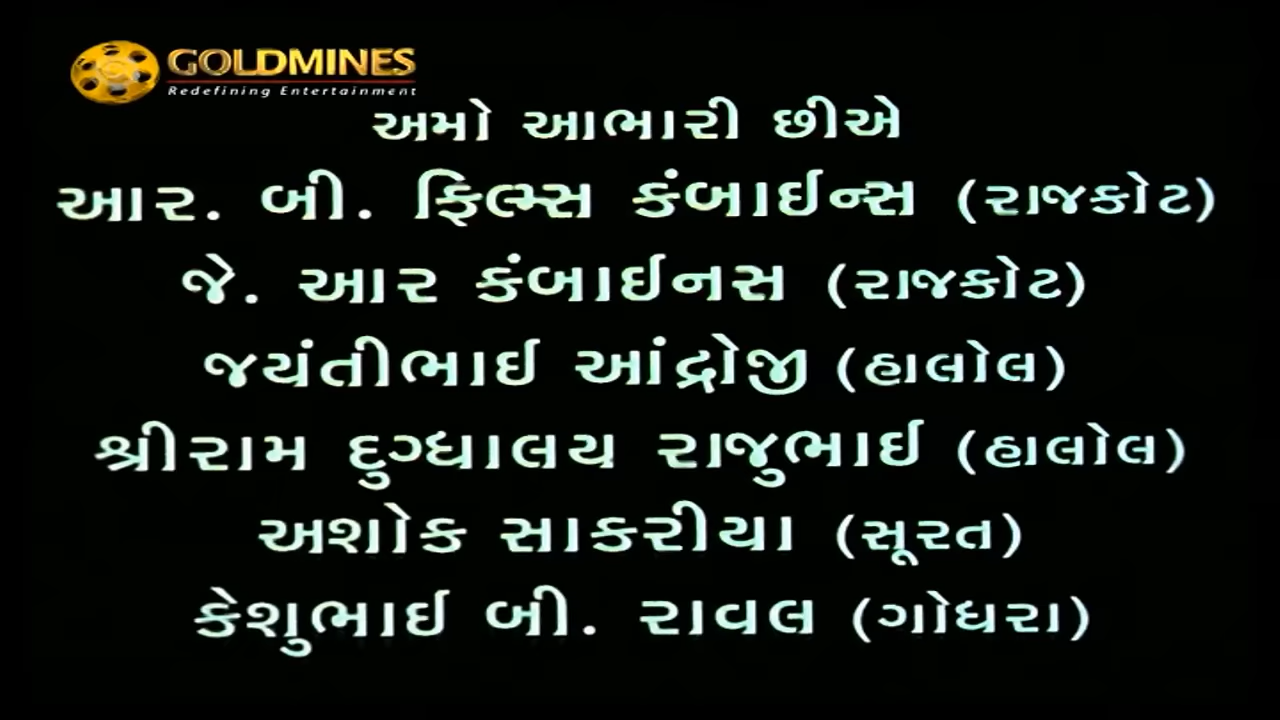 GOLDMINES
Redefining Entertainment
અમો આભારી છીએ
આર. બી. ફિલ્મ્સ કંબાઈન્સ (રાજકોટ)
જે. આર કંબાઈનસ (રાજકોટ)
જયંતીભાઈ આંદ્રોજી (હાલોલ)
શ્રીરામ દુગ્ધાલય રાજુભાઈ (હાલોલ)
અશોક સાકરીયા (સૂરત)
કેશુભાઈ બી. રાવલ (ગોધરા)